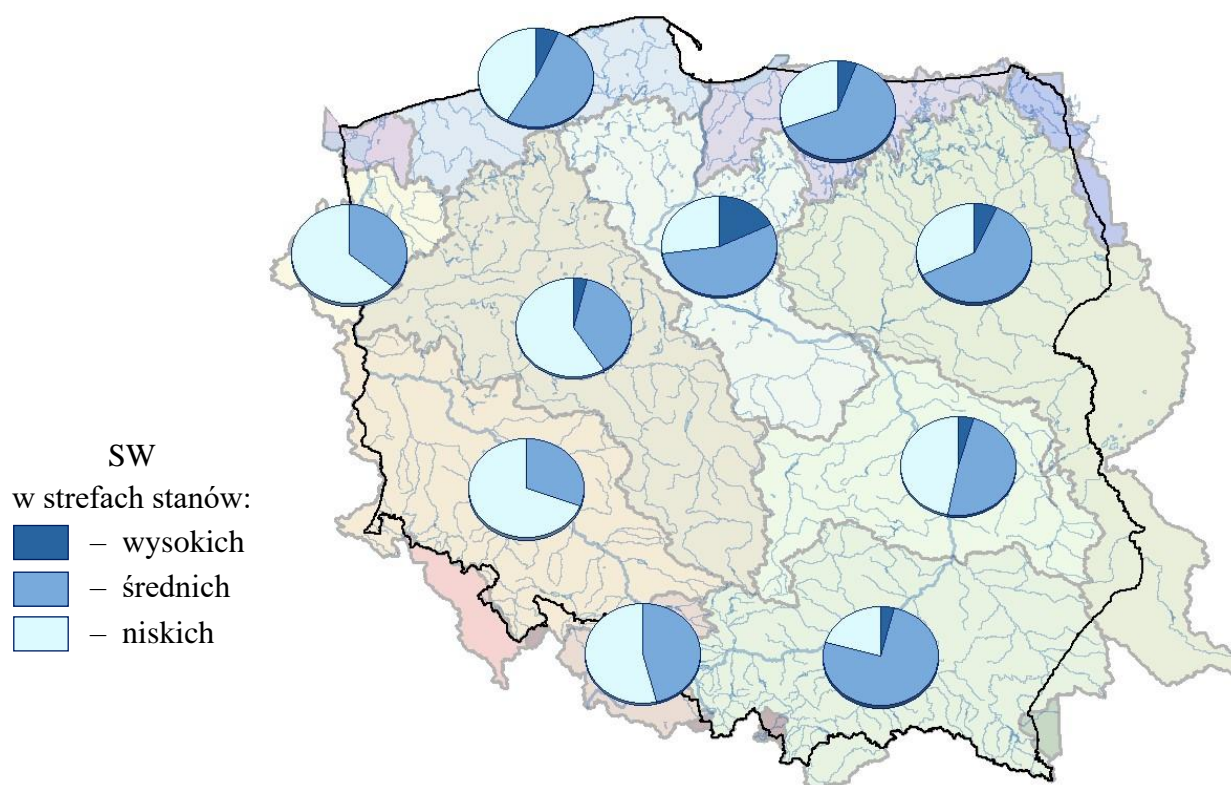 SW
w strefach stanów:
– wysokich
– średnich
– niskich